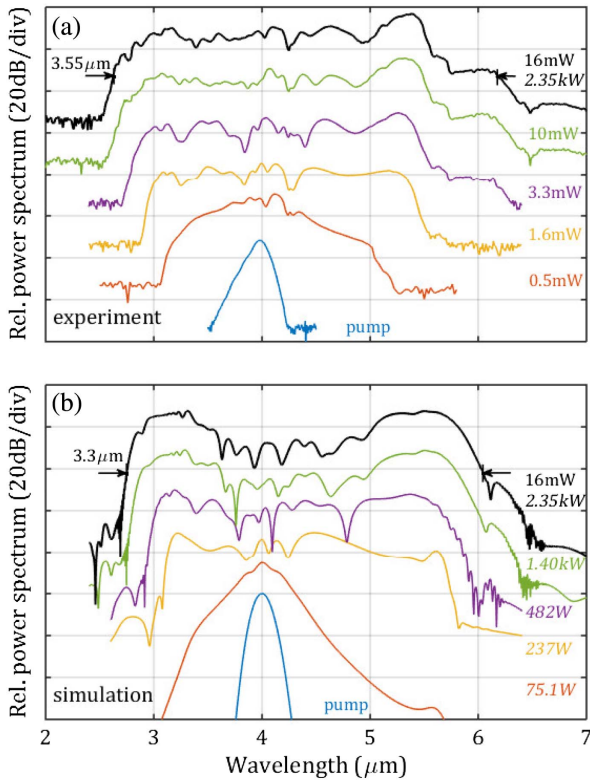 Rel. power spectrum (20dB/div)
(a)
3.55μm
16mW
2.35kW
10mW
3.3mW
1.6mW
0.5mW
experiment
pump
Rel. power spectrum (20dB/div)
(b)
3.3μm
16mW
2.35kW
1.40kW
482W
237W
75.1W
simulation
pump
2 3 4 5 6 7
Wavelength (μm)